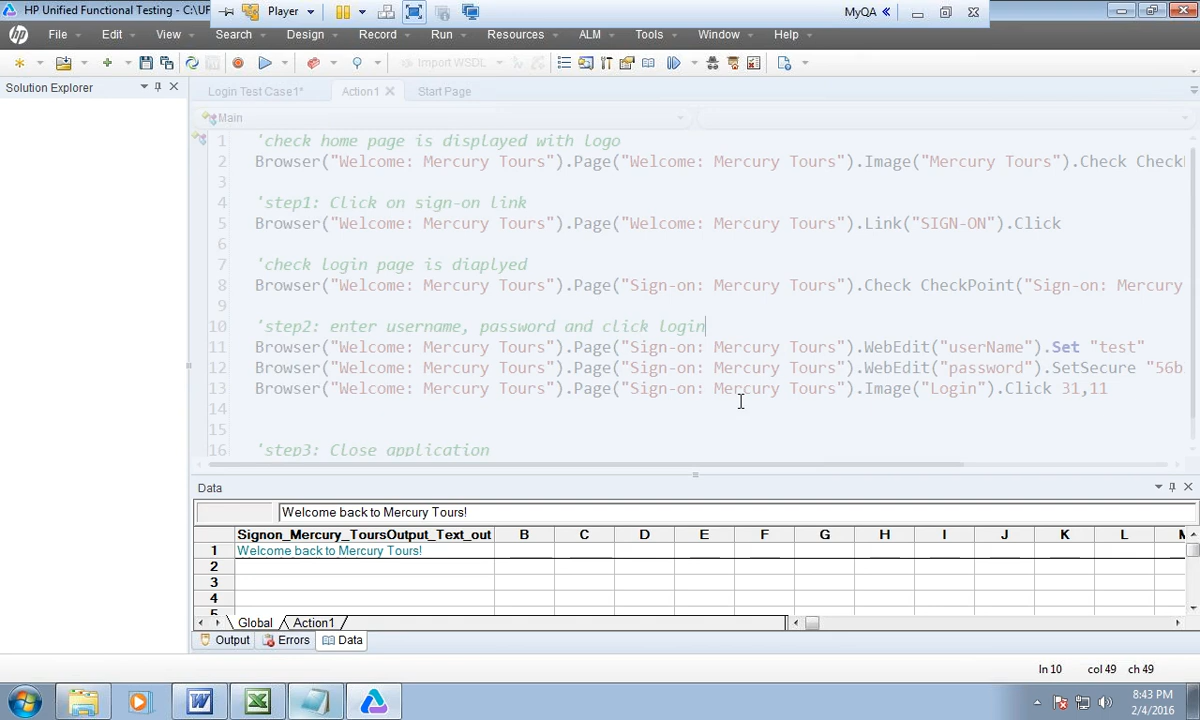 HP Unified Functional Testing - C:\UF
Player
MyQA
hp File Edit View Search Design Record Run Resources ALM Tools Window Help
Import WSDL
Solution Explorer
Login Test Case1* Action1 Start Page
Main
1 'check home page is displayed with logo
2 Browser("Welcome: Mercury Tours").Page("Welcome: Mercury Tours").Image("Mercury Tours").Check Check
3
4 'step1: Click on sign-on link
5 Browser("Welcome: Mercury Tours").Page("Welcome: Mercury Tours").Link("SIGN-ON").Click
6
7 'check login page is diaplyed
8 Browser("Welcome: Mercury Tours").Page("Sign-on: Mercury Tours").Check CheckPoint("Sign-on: Mercury
9
10 'step2: enter username, password and click login
11 Browser("Welcome: Mercury Tours").Page("Sign-on: Mercury Tours").WebEdit("userName").Set "test"
12 Browser("Welcome: Mercury Tours").Page("Sign-on: Mercury Tours").WebEdit("password").SetSecure "56b
13 Browser("Welcome: Mercury Tours").Page("Sign-on: Mercury Tours").Image("Login").Click 31,11
14
15
16 'step3: Close application
Data
Welcome back to Mercury Tours!
Signon_Mercury_ToursOutput_Text_out B C D E F G H I J K L M
1 Welcome back to Mercury Tours!
2
3
4
5
Global Action1
Output Errors Data
ln 10 col 49 ch 49
8:43 PM
2/4/2016